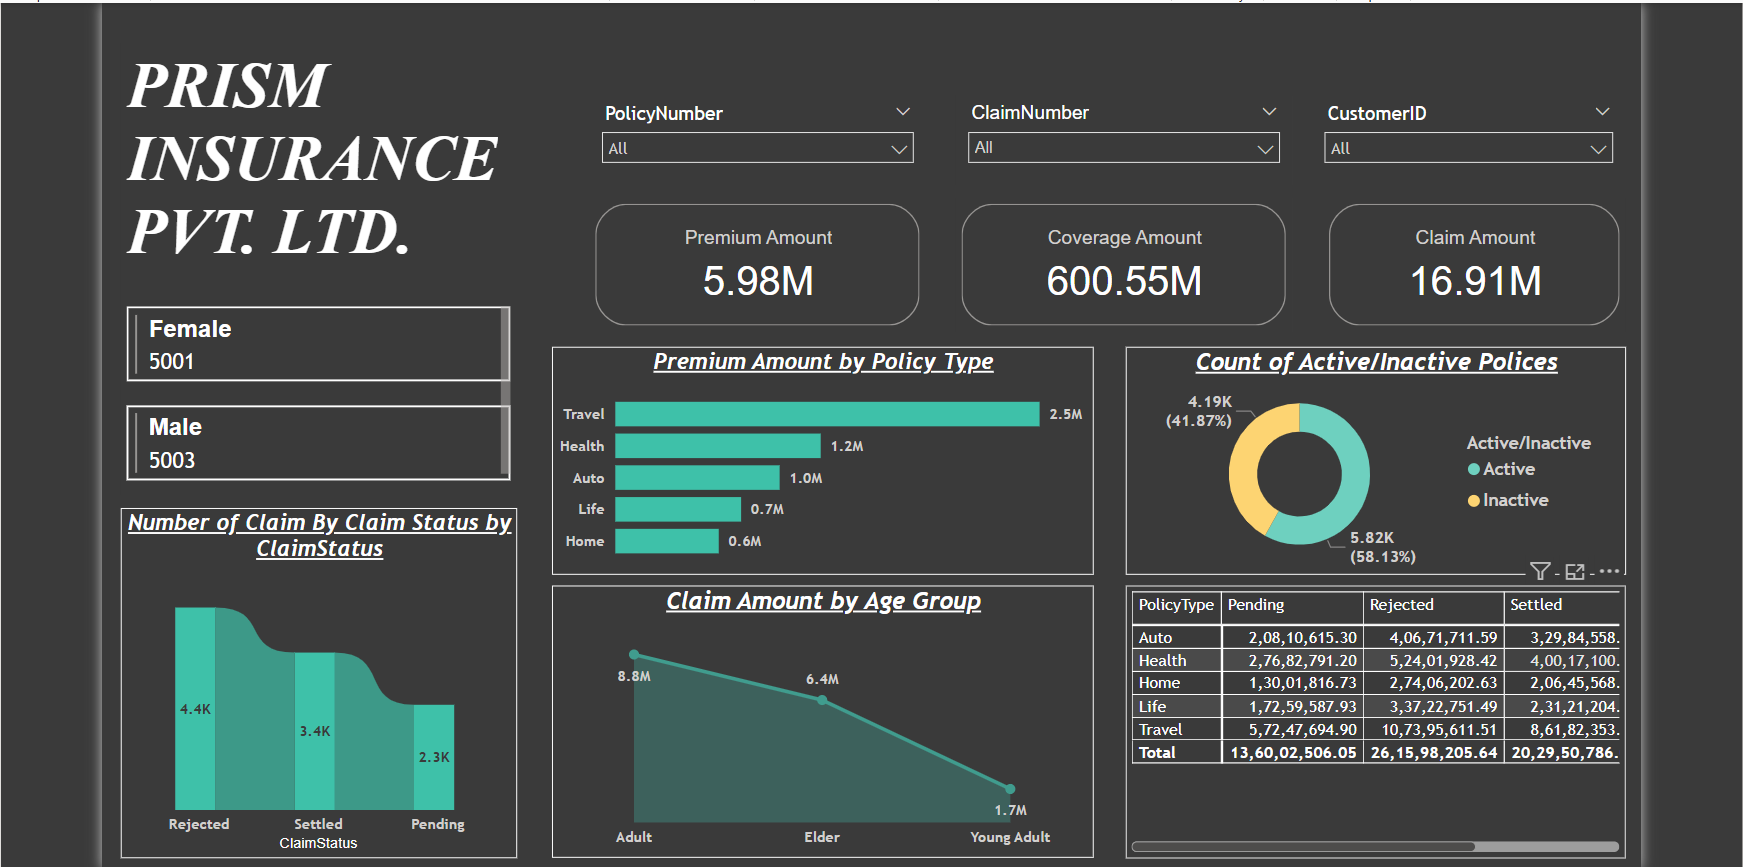 PRISM
INSURANCE
PVT. LTD.
PolicyNumber
All
ClaimNumber
All
CustomerID
All
Premium Amount
5.98M
Coverage Amount
600.55M
Claim Amount
16.91M
Female
5001
Male
5003
Number of Claim By Claim Status by
ClaimStatus
4.4K
3.4K
2.3K
Rejected Settled Pending
ClaimStatus
Premium Amount by Policy Type
Travel 2.5M
Health 1.2M
Auto 1.0M
Life 0.7M
Home 0.6M
Count of Active/Inactive Polices
4.19K
(41.87%)
5.82K
(58.13%)
Active/Inactive
Active
Inactive
Claim Amount by Age Group
8.8M
6.4M
1.7M
Adult Elder Young Adult
PolicyType Pending Rejected Settled
Auto 2,08,10,615.30 4,06,71,711.59 3,29,84,558.
Health 2,76,82,791.20 5,24,01,928.42 4,00,17,100.
Home 1,30,01,816.73 2,74,06,202.63 2,06,45,568.
Life 1,72,59,587.93 3,37,22,751.49 2,31,21,204.
Travel 5,72,47,694.90 10,73,95,611.51 8,61,82,353.
Total 13,60,02,506.05 26,15,98,205.64 20,29,50,786.